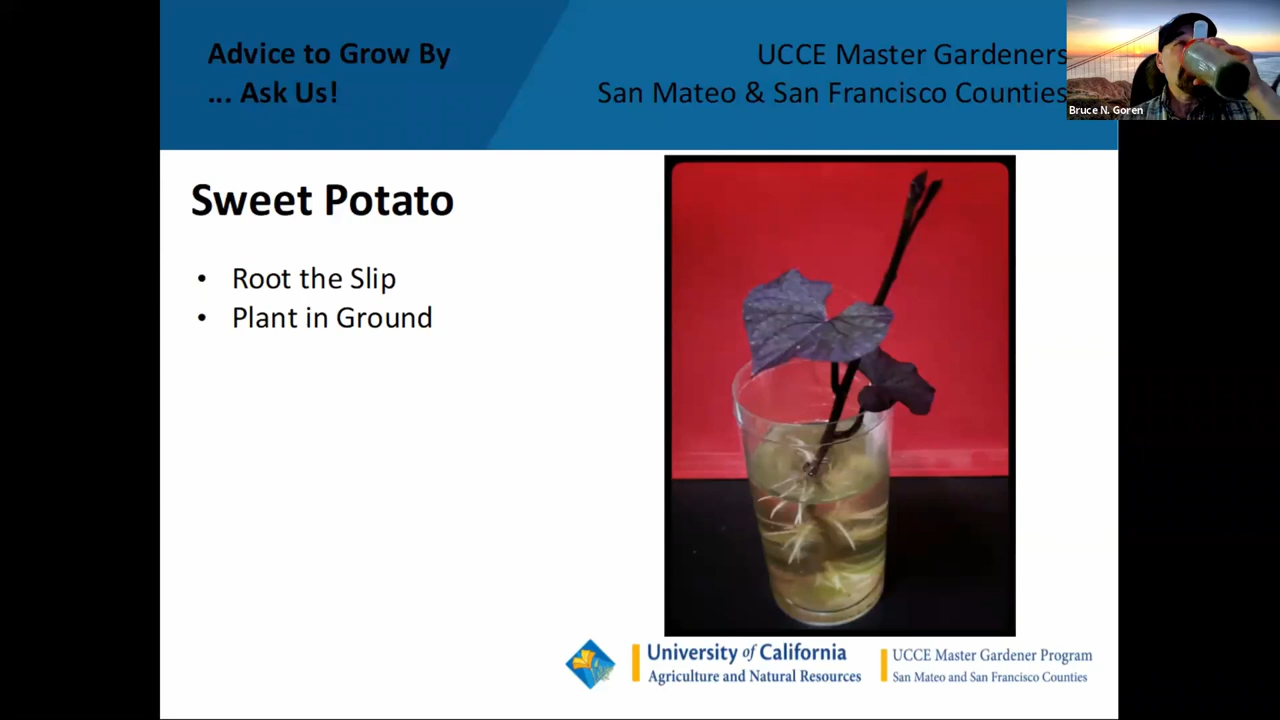 Advice to Grow By
... Ask Us!
UCCE Master Gardeners
San Mateo & San Francisco Counties
Bruce N. Goren
Sweet Potato
• Root the Slip
• Plant in Ground
University of California
Agriculture and Natural Resources
UCCE Master Gardener Program
San Mateo and San Francisco Counties